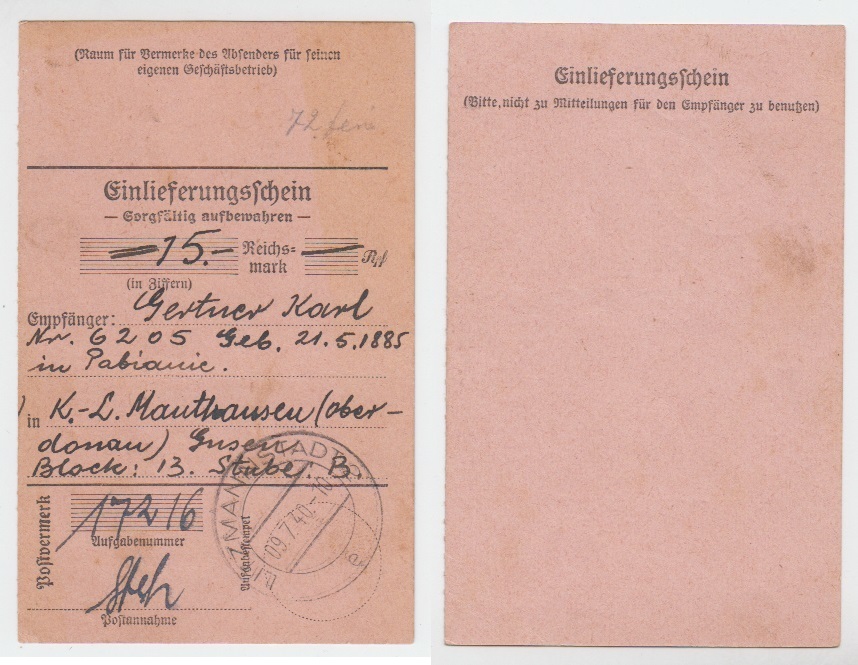 (Raum für Vermerke des Absenders für seinen
eigenen Geschäftsbetrieb)
72
Einlieferungsschein
— Sorgfältig aufbewahren —
=15.— Reichs=
mark — Rpf
(in Ziffern)
Empfänger: Gertner Karl
Nr. 6205 Geb. 21.5.1885
in Pabianic.
in K.-L. Mauthausen (ober-
donau) Gusen
Block: 13. Stube: B
Postvermerk
17216
Aufgabenummer
Postannahme
Aufgabestempel
ZMANNSTADT
09.7.40.-10
a
Einlieferungsschein
(Bitte, nicht zu Mitteilungen für den Empfänger zu benutzen)